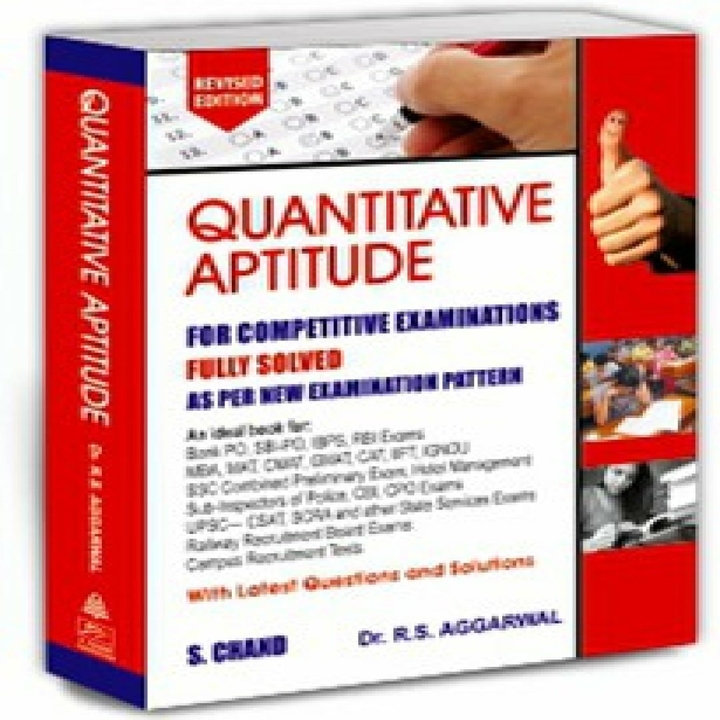 REVISED
EDITION
11.
12.
13.
A
B
C
QUANTITATIVE
APTITUDE
FOR COMPETITIVE EXAMINATIONS
FULLY SOLVED
AS PER NEW EXAMINATION PATTERN
An ideal book for:
Bank PO, SBI-PO, IBPS, RBI Exams
MBA, MAT, CMAT, GMAT, CAT, IIFT, IGNOU
SSC Combined Preliminary Exam, Hotel Management
Sub-Inspectors of Police, CBI, CPO Exams
UPSC— CSAT, SCRA and other State Services Exams
Railway Recruitment Board Exams
Campus Recruitment Tests
With Latest Questions and Solutions
S. CHAND
Dr. R.S. AGGARWAL
QUANTITATIVE APTITUDE
Dr. R.S. AGGARWAL